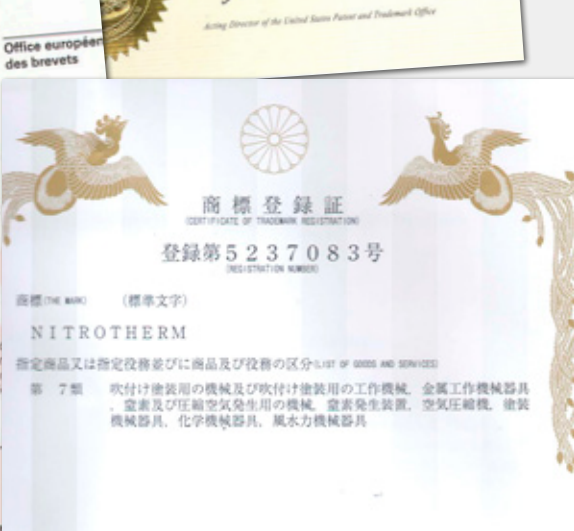 Office européen
des brevets
Acting Director of the United States Patent and Trademark Office
商標登録証
(CERTIFICATE OF TRADEMARK REGISTRATION)
登録第5237083号
(REGISTRATION NUMBER)
商標(THE MARK) (標準文字)
NITROTHERM
指定商品又は指定役務並びに商品及び役務の区分(LIST OF GOODS AND SERVICES)
第 7類 吹付け塗装用の機械及び吹付け塗装用の工作機械，金属工作機械器具
，窒素及び圧縮空気発生用の機械，窒素発生装置，空気圧縮機，塗装
機械器具，化学機械器具，風水力機械器具